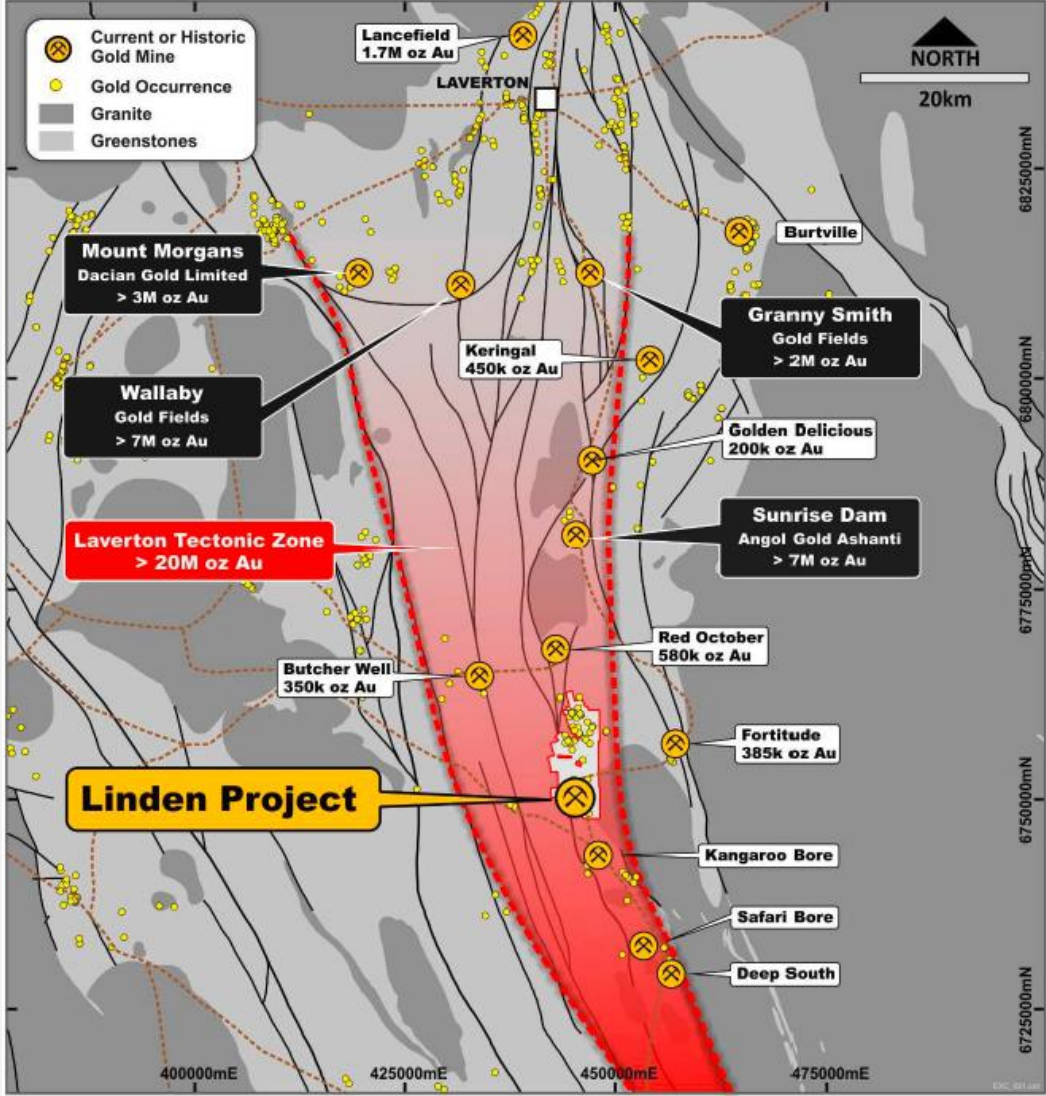 Current or Historic
Gold Mine
Gold Occurrence
Granite
Greenstones
Lancefield
1.7M oz Au
LAVERTON
NORTH
20km
6825000mN
Burtville
Mount Morgans
Dacian Gold Limited
> 3M oz Au
Granny Smith
Gold Fields
> 2M oz Au
Keringal
450k oz Au
6800000mN
Wallaby
Gold Fields
> 7M oz Au
Golden Delicious
200k oz Au
Sunrise Dam
Angol Gold Ashanti
> 7M oz Au
Laverton Tectonic Zone
> 20M oz Au
6775000mN
Red October
580k oz Au
Butcher Well
350k oz Au
Fortitude
385k oz Au
Linden Project
6750000mN
Kangaroo Bore
Safari Bore
Deep South
6725000mN
400000mE
425000mE
450000mE
475000mE